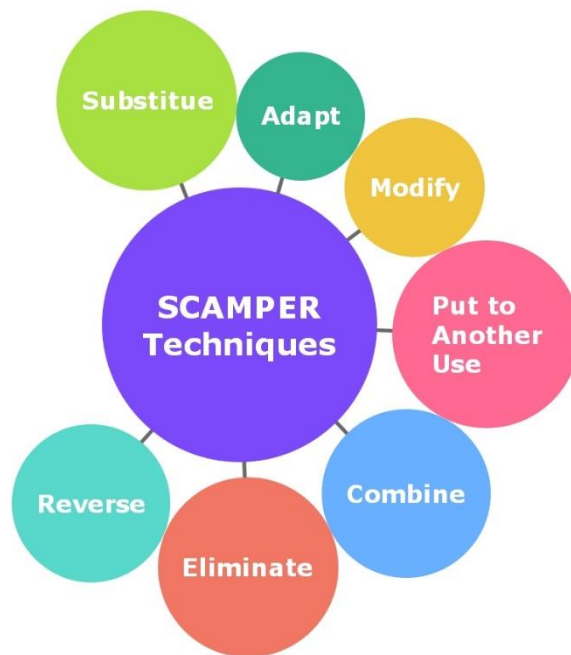 Substitue
Adapt
Modify
SCAMPER
Techniques
Put to
Another
Use
Combine
Reverse
Eliminate